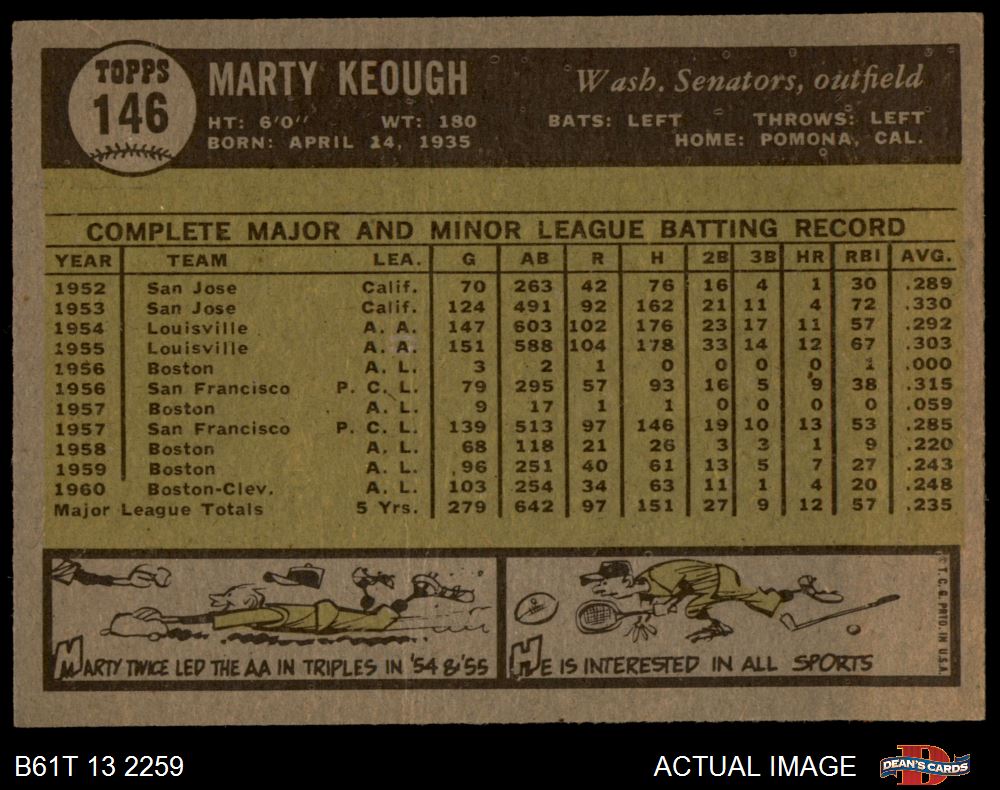 TOPPS
146
MARTY KEOUGH
Wash. Senators, outfield
HT: 6'0" WT: 180 BATS: LEFT THROWS: LEFT
BORN: APRIL 14, 1935 HOME: POMONA, CAL.
COMPLETE MAJOR AND MINOR LEAGUE BATTING RECORD
YEAR TEAM LEA. G AB R H 2B 3B HR RBI AVG.
1952 San Jose Calif. 70 263 42 76 16 4 1 30 .289
1953 San Jose Calif. 124 491 92 162 21 11 4 72 .330
1954 Louisville A. A. 147 603 102 176 23 17 11 57 .292
1955 Louisville A. A. 151 588 104 178 33 14 12 67 .303
1956 Boston A. L. 3 2 1 0 0 0 0 1 .000
1956 San Francisco P. C. L. 79 295 57 93 16 5 9 38 .315
1957 Boston A. L. 9 17 1 1 0 0 0 0 .059
1957 San Francisco P. C. L. 139 513 97 146 19 10 13 53 .285
1958 Boston A. L. 68 118 21 26 3 3 1 9 .220
1959 Boston A. L. 96 251 40 61 13 5 7 27 .243
1960 Boston-Clev. A. L. 103 254 34 63 11 1 4 20 .248
Major League Totals 5 Yrs. 279 642 97 151 27 9 12 57 .235
MARTY TWICE LED THE AA IN TRIPLES IN '54 & '55
HE IS INTERESTED IN ALL SPORTS
© T. C. G. PRTD IN U.S.A.
B61T 13 2259
ACTUAL IMAGE
D
DEAN'S CARDS